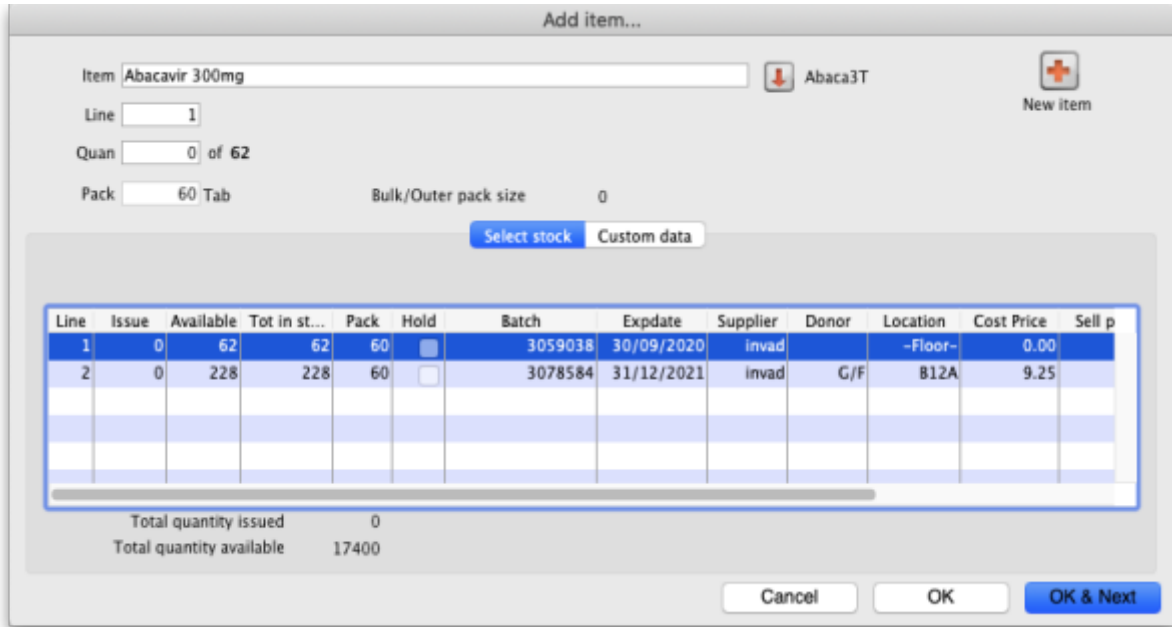 Add item...
Item Abacavir 300mg Abaca3T
New item
Line 1
Quan 0 of 62
Pack 60 Tab Bulk/Outer pack size 0
Select stock Custom data
Line Issue Available Tot in st... Pack Hold Batch Expdate Supplier Donor Location Cost Price Sell p
1 0 62 62 60 3059038 30/09/2020 invad -Floor- 0.00
2 0 228 228 60 3078584 31/12/2021 invad G/F B12A 9.25
Total quantity issued 0
Total quantity available 17400
Cancel OK OK & Next